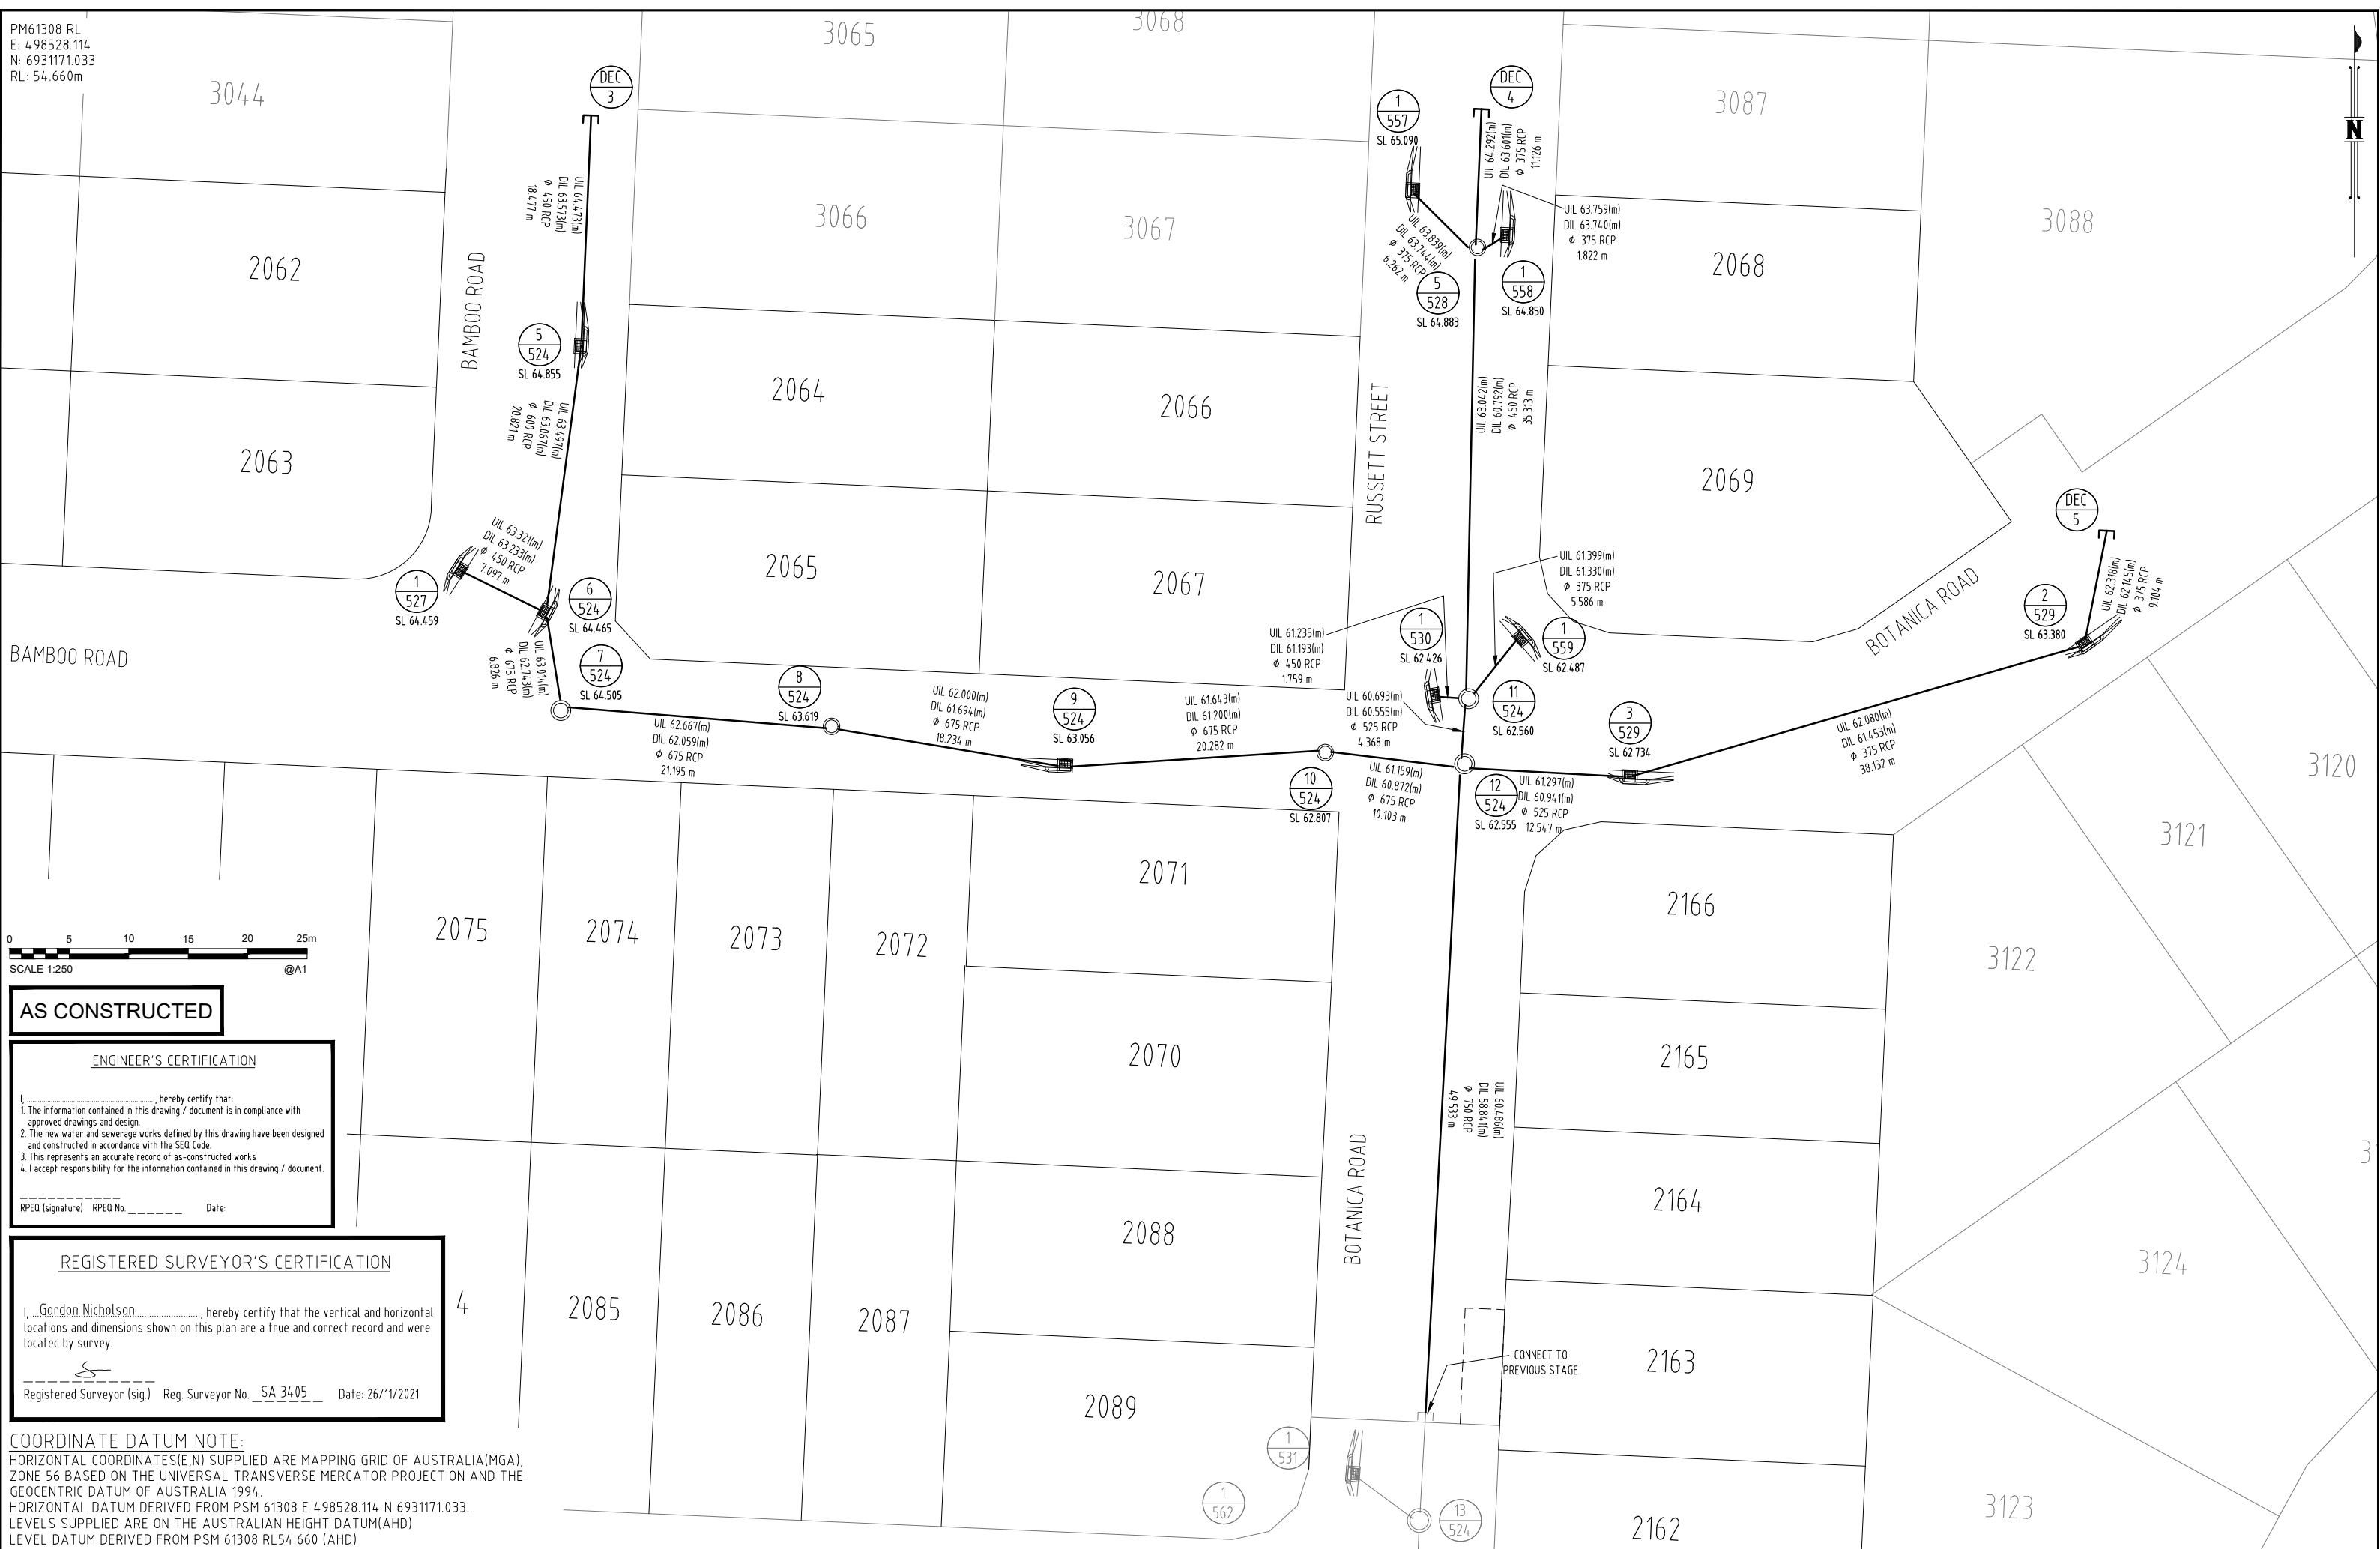 PM61308 RL
E: 498528.114
N: 6931171.033
RL: 54.660m
3044
3065
3068
DEC
3
DEC
4
1
557
SL 65.090
UIL 64.292(m)
DIL 63.601(m)
ϕ 375 RCP
11.126 m
3087
3088
N
UIL 64.473(m)
DIL 63.573(m)
ϕ 450 RCP
18.477 m
3066
3067
UIL 63.759(m)
DIL 63.740(m)
ϕ 375 RCP
1.822 m
UIL 63.839(m)
DIL 63.744(m)
ϕ 375 RCP
6.262 m
2062
BAMBOO ROAD
2068
5
528
SL 64.883
1
558
SL 64.850
5
524
SL 64.855
2064
2066
RUSSETT STREET
UIL 63.042(m)
DIL 60.792(m)
ϕ 450 RCP
35.313 m
UIL 63.497(m)
DIL 63.067(m)
ϕ 600 RCP
20.821 m
2063
2069
DEC
5
UIL 63.321(m)
DIL 63.233(m)
ϕ 450 RCP
7.097 m
2065
2067
UIL 61.399(m)
DIL 61.330(m)
ϕ 375 RCP
5.586 m
BOTANICA ROAD
UIL 62.318(m)
DIL 62.145(m)
ϕ 375 RCP
9.104 m
1
527
SL 64.459
6
524
SL 64.465
2
529
SL 63.380
UIL 61.235(m)
DIL 61.193(m)
ϕ 450 RCP
1.759 m
1
530
SL 62.426
1
559
SL 62.487
BAMBOO ROAD
UIL 63.014(m)
DIL 62.743(m)
ϕ 675 RCP
6.826 m
7
524
SL 64.505
8
524
SL 63.619
UIL 62.000(m)
DIL 61.694(m)
ϕ 675 RCP
18.234 m
9
524
SL 63.056
UIL 61.643(m)
DIL 61.200(m)
ϕ 675 RCP
20.282 m
UIL 60.693(m)
DIL 60.555(m)
ϕ 525 RCP
4.368 m
11
524
SL 62.560
3
529
SL 62.734
UIL 62.080(m)
DIL 61.453(m)
ϕ 375 RCP
38.132 m
UIL 62.667(m)
DIL 62.059(m)
ϕ 675 RCP
21.195 m
10
524
SL 62.807
UIL 61.159(m)
DIL 60.872(m)
ϕ 675 RCP
10.103 m
12
524
SL 62.555
UIL 61.297(m)
DIL 60.941(m)
ϕ 525 RCP
12.547 m
3120
3121
2071
2166
2075
2074
2073
2072
3122
0 5 10 15 20 25m
SCALE 1:250 @A1
AS CONSTRUCTED
2070
2165
ENGINEER'S CERTIFICATION
I, ................, hereby certify that:
1. The information contained in this drawing / document is in compliance with
approved drawings and design.
2. The new water and sewerage works defined by this drawing have been designed
and constructed in accordance with the SEQ Code.
3. This represents an accurate record of as-constructed works
4. I accept responsibility for the information contained in this drawing / document.
RPEQ (signature) RPEQ No. ______ Date:
UIL 60.486(m)
DIL 58.841(m)
ϕ 750 RCP
49.533 m
BOTANICA ROAD
2164
2088
3
3124
REGISTERED SURVEYOR'S CERTIFICATION
I, ..Gordon Nicholson................, hereby certify that the vertical and horizontal
locations and dimensions shown on this plan are a true and correct record and were
located by survey.
Registered Surveyor (sig.) Reg. Surveyor No. SA 3405 Date: 26/11/2021
4
2085
2086
2087
CONNECT TO
PREVIOUS STAGE
2163
2089
1
531
1
562
13
524
2162
3123
COORDINATE DATUM NOTE:
HORIZONTAL COORDINATES(E,N) SUPPLIED ARE MAPPING GRID OF AUSTRALIA(MGA),
ZONE 56 BASED ON THE UNIVERSAL TRANSVERSE MERCATOR PROJECTION AND THE
GEOCENTRIC DATUM OF AUSTRALIA 1994.
HORIZONTAL DATUM DERIVED FROM PSM 61308 E 498528.114 N 6931171.033.
LEVELS SUPPLIED ARE ON THE AUSTRALIAN HEIGHT DATUM(AHD)
LEVEL DATUM DERIVED FROM PSM 61308 RL54.660 (AHD)